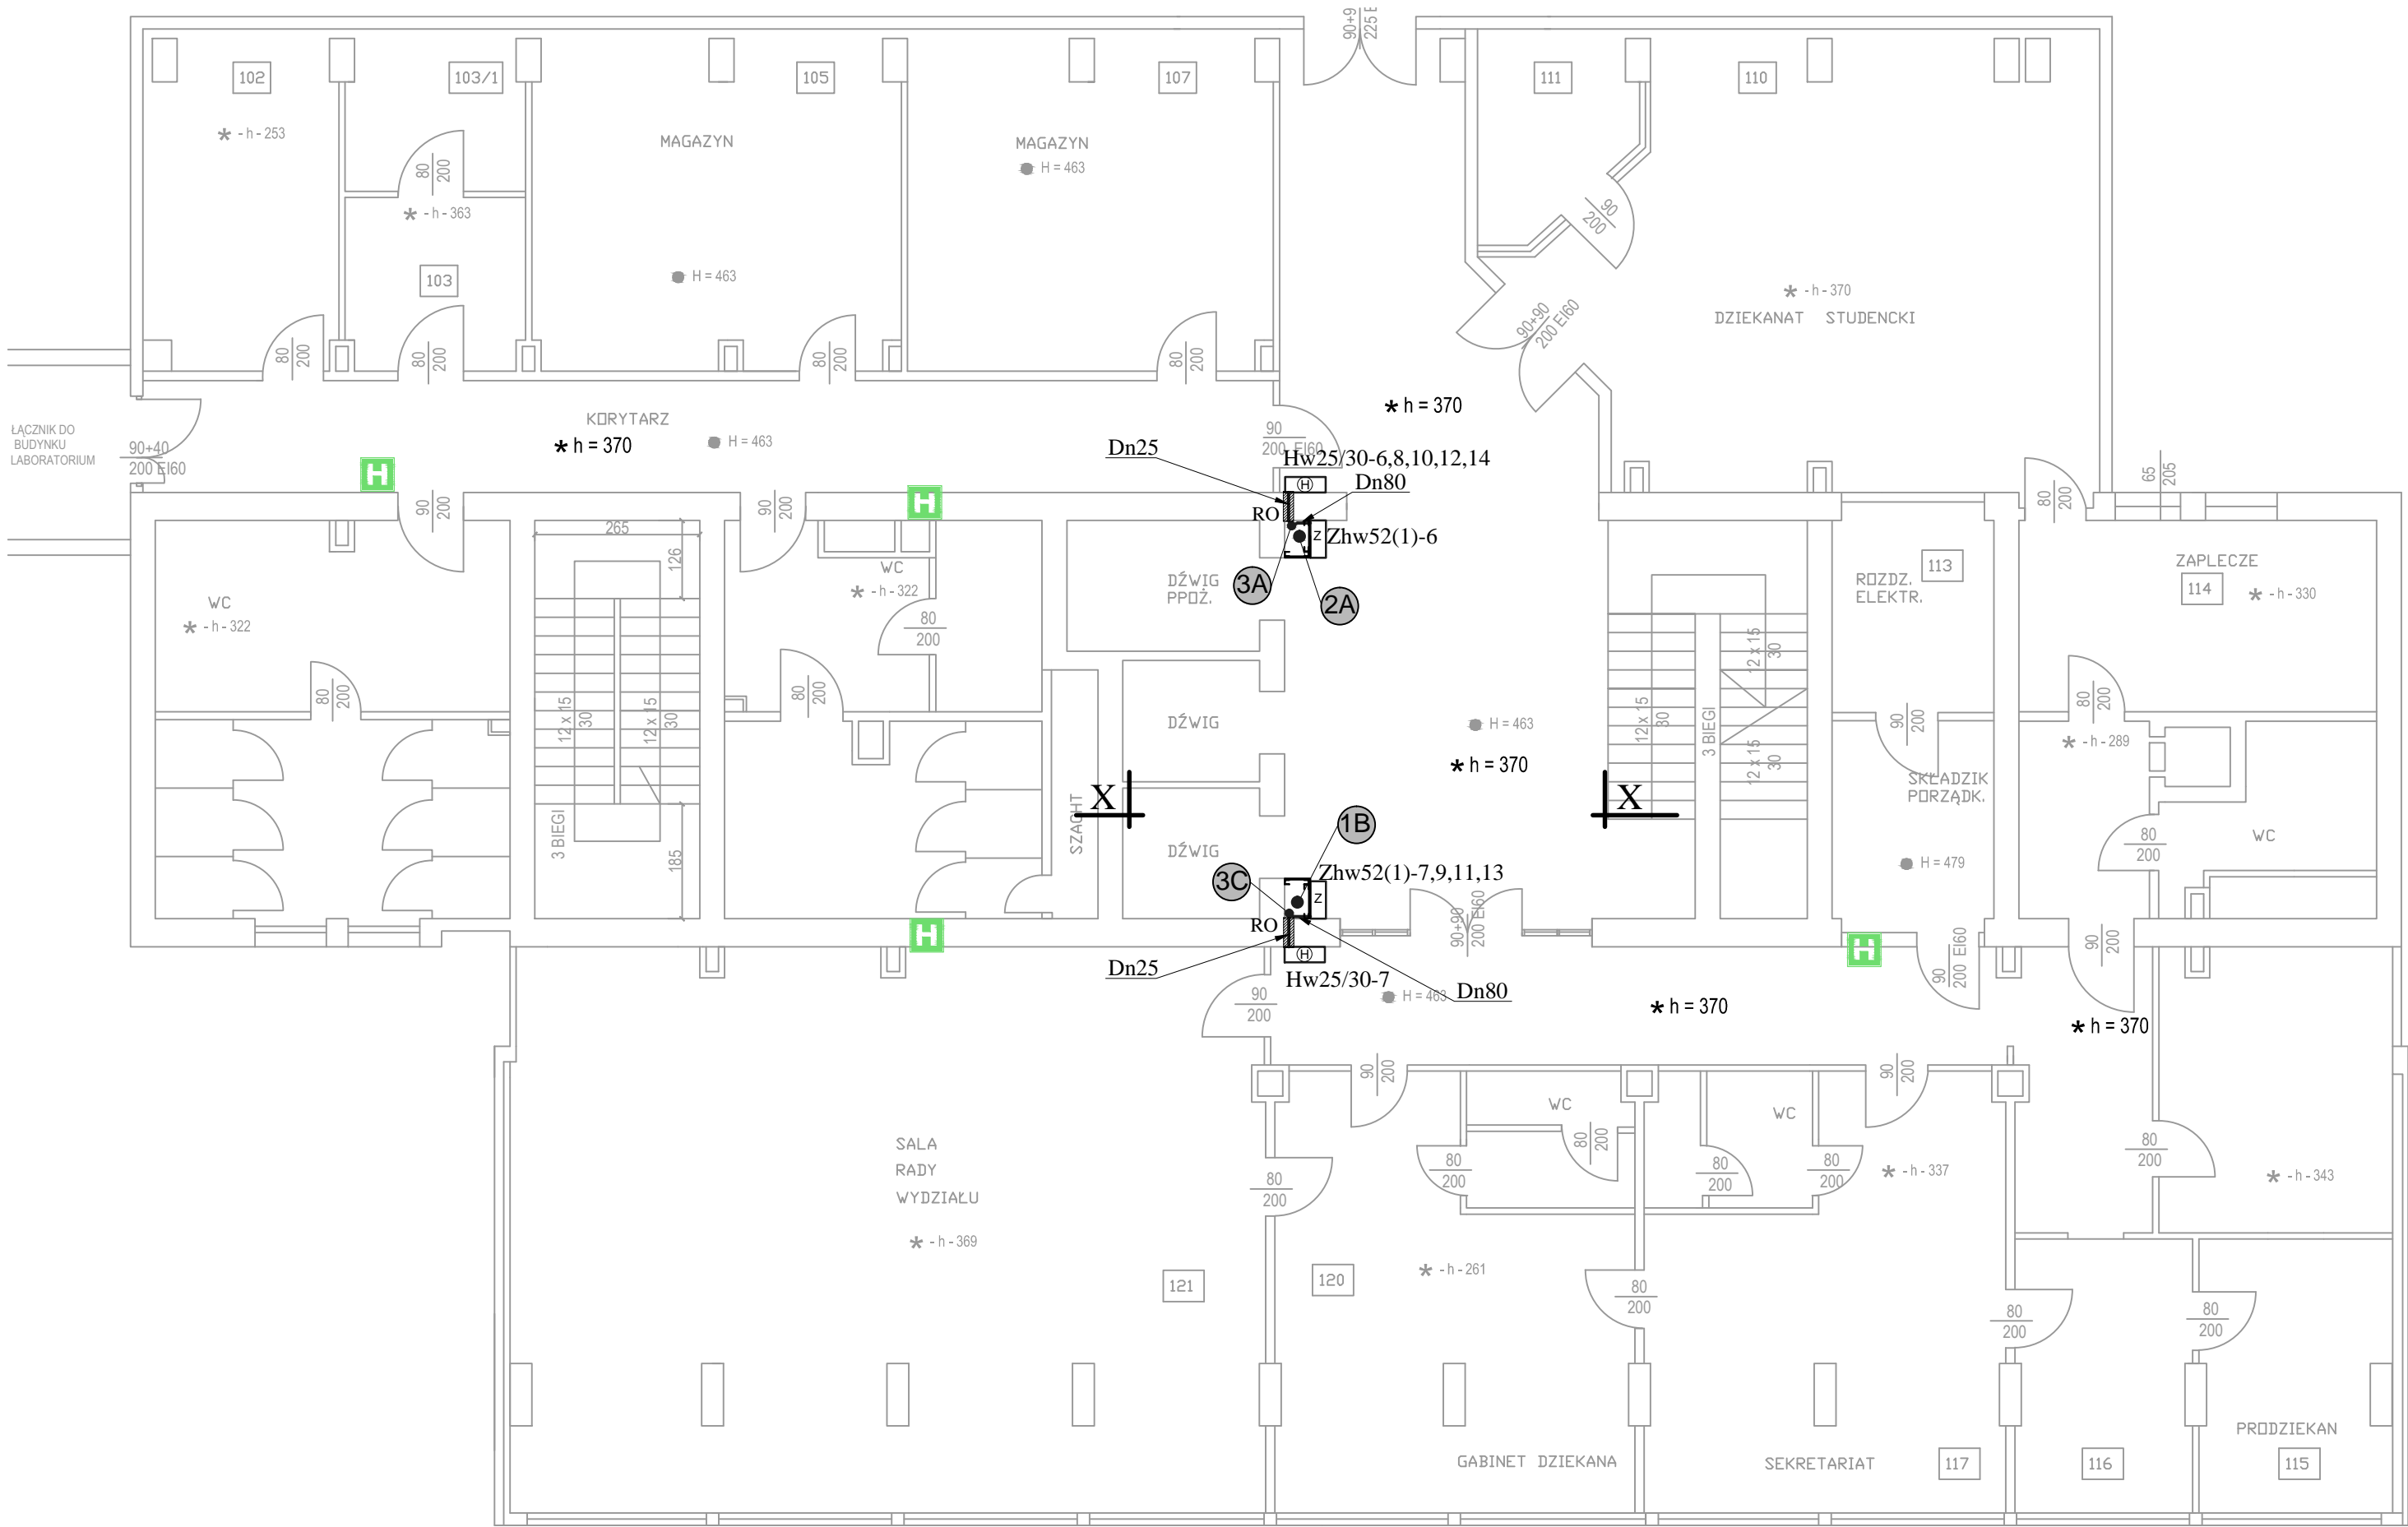 90+9
225 E
102
103/1
105
107
111
110
* - h - 253
MAGAZYN
MAGAZYN
H = 463
80
200
* - h - 363
90
200
103
H = 463
* - h - 370
DZIEKANAT STUDENCKI
90+90
200 EI60
80
200
80
200
80
200
80
200
ŁĄCZNIK DO
BUDYNKU
LABORATORIUM
90+40
200 EI60
KORYTARZ
* h = 370
H = 463
* h = 370
90
200 EI60
Dn25
Hw25/30-6,8,10,12,14
Dn80
H
H
H
RO
Z
Zhw52(1)-6
3A
2A
90
200
90
200
80
200
65
205
265
126
WC
* - h - 322
WC
* - h - 322
80
200
DŹWIG
PPOŻ.
ROZDZ.
ELEKTR.
113
ZAPLECZE
114
* - h - 330
80
200
80
200
12 x 15
30
12 x 15
30
3 BIEGI
185
DŹWIG
H = 463
* h = 370
12 x 15
30
3 BIEGI
12 x 15
30
12 x 15
30
90
200
80
200
* - h - 289
SKŁADZIK
PORZĄDK.
H = 479
80
200
WC
X
X
SZACHT
DŹWIG
1B
3C
Zhw52(1)-7,9,11,13
Z
RO
H
Dn25
Hw25/30-7
Dn80
90+90
200 EI60
H
H
90
200 EI60
90
200
H = 463
* h = 370
* h = 370
90
200
90
200
90
200
WC
WC
80
200
80
200
80
200
80
200
80
200
80
200
* - h - 337
* - h - 343
SALA
RADY
WYDZIAŁU
* - h - 369
121
120
* - h - 261
80
200
80
200
80
200
GABINET DZIEKANA
SEKRETARIAT
117
116
PRODZIEKAN
115